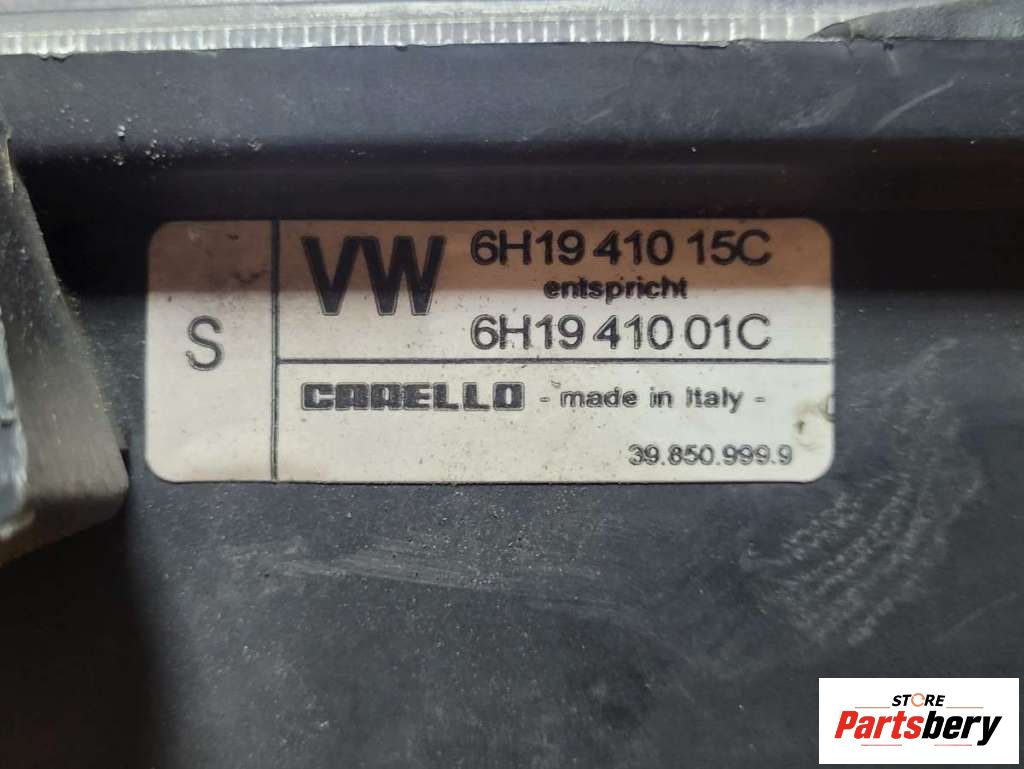 S
VW
6H19 410 15C
entspricht
6H19 410 01C
CARELLO - made in Italy -
39.850.999.9
STORE
Partsbery